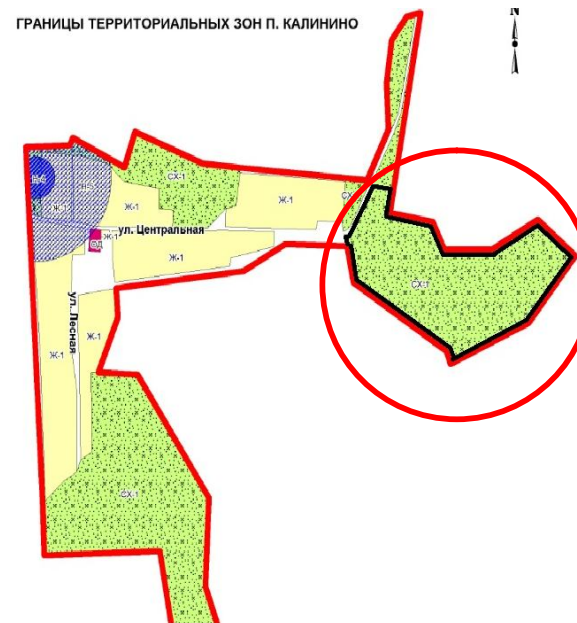 ГРАНИЦЫ ТЕРРИТОРИАЛЬНЫХ ЗОН П. КАЛИНИНО
N
СХ-1
Ж-1
Ж-1
Ж-1
ул. Центральная
Ж-1
ОД
Ж-1
СХ-1
ул. Лесная
Ж-1
Ж-1
СХ-1